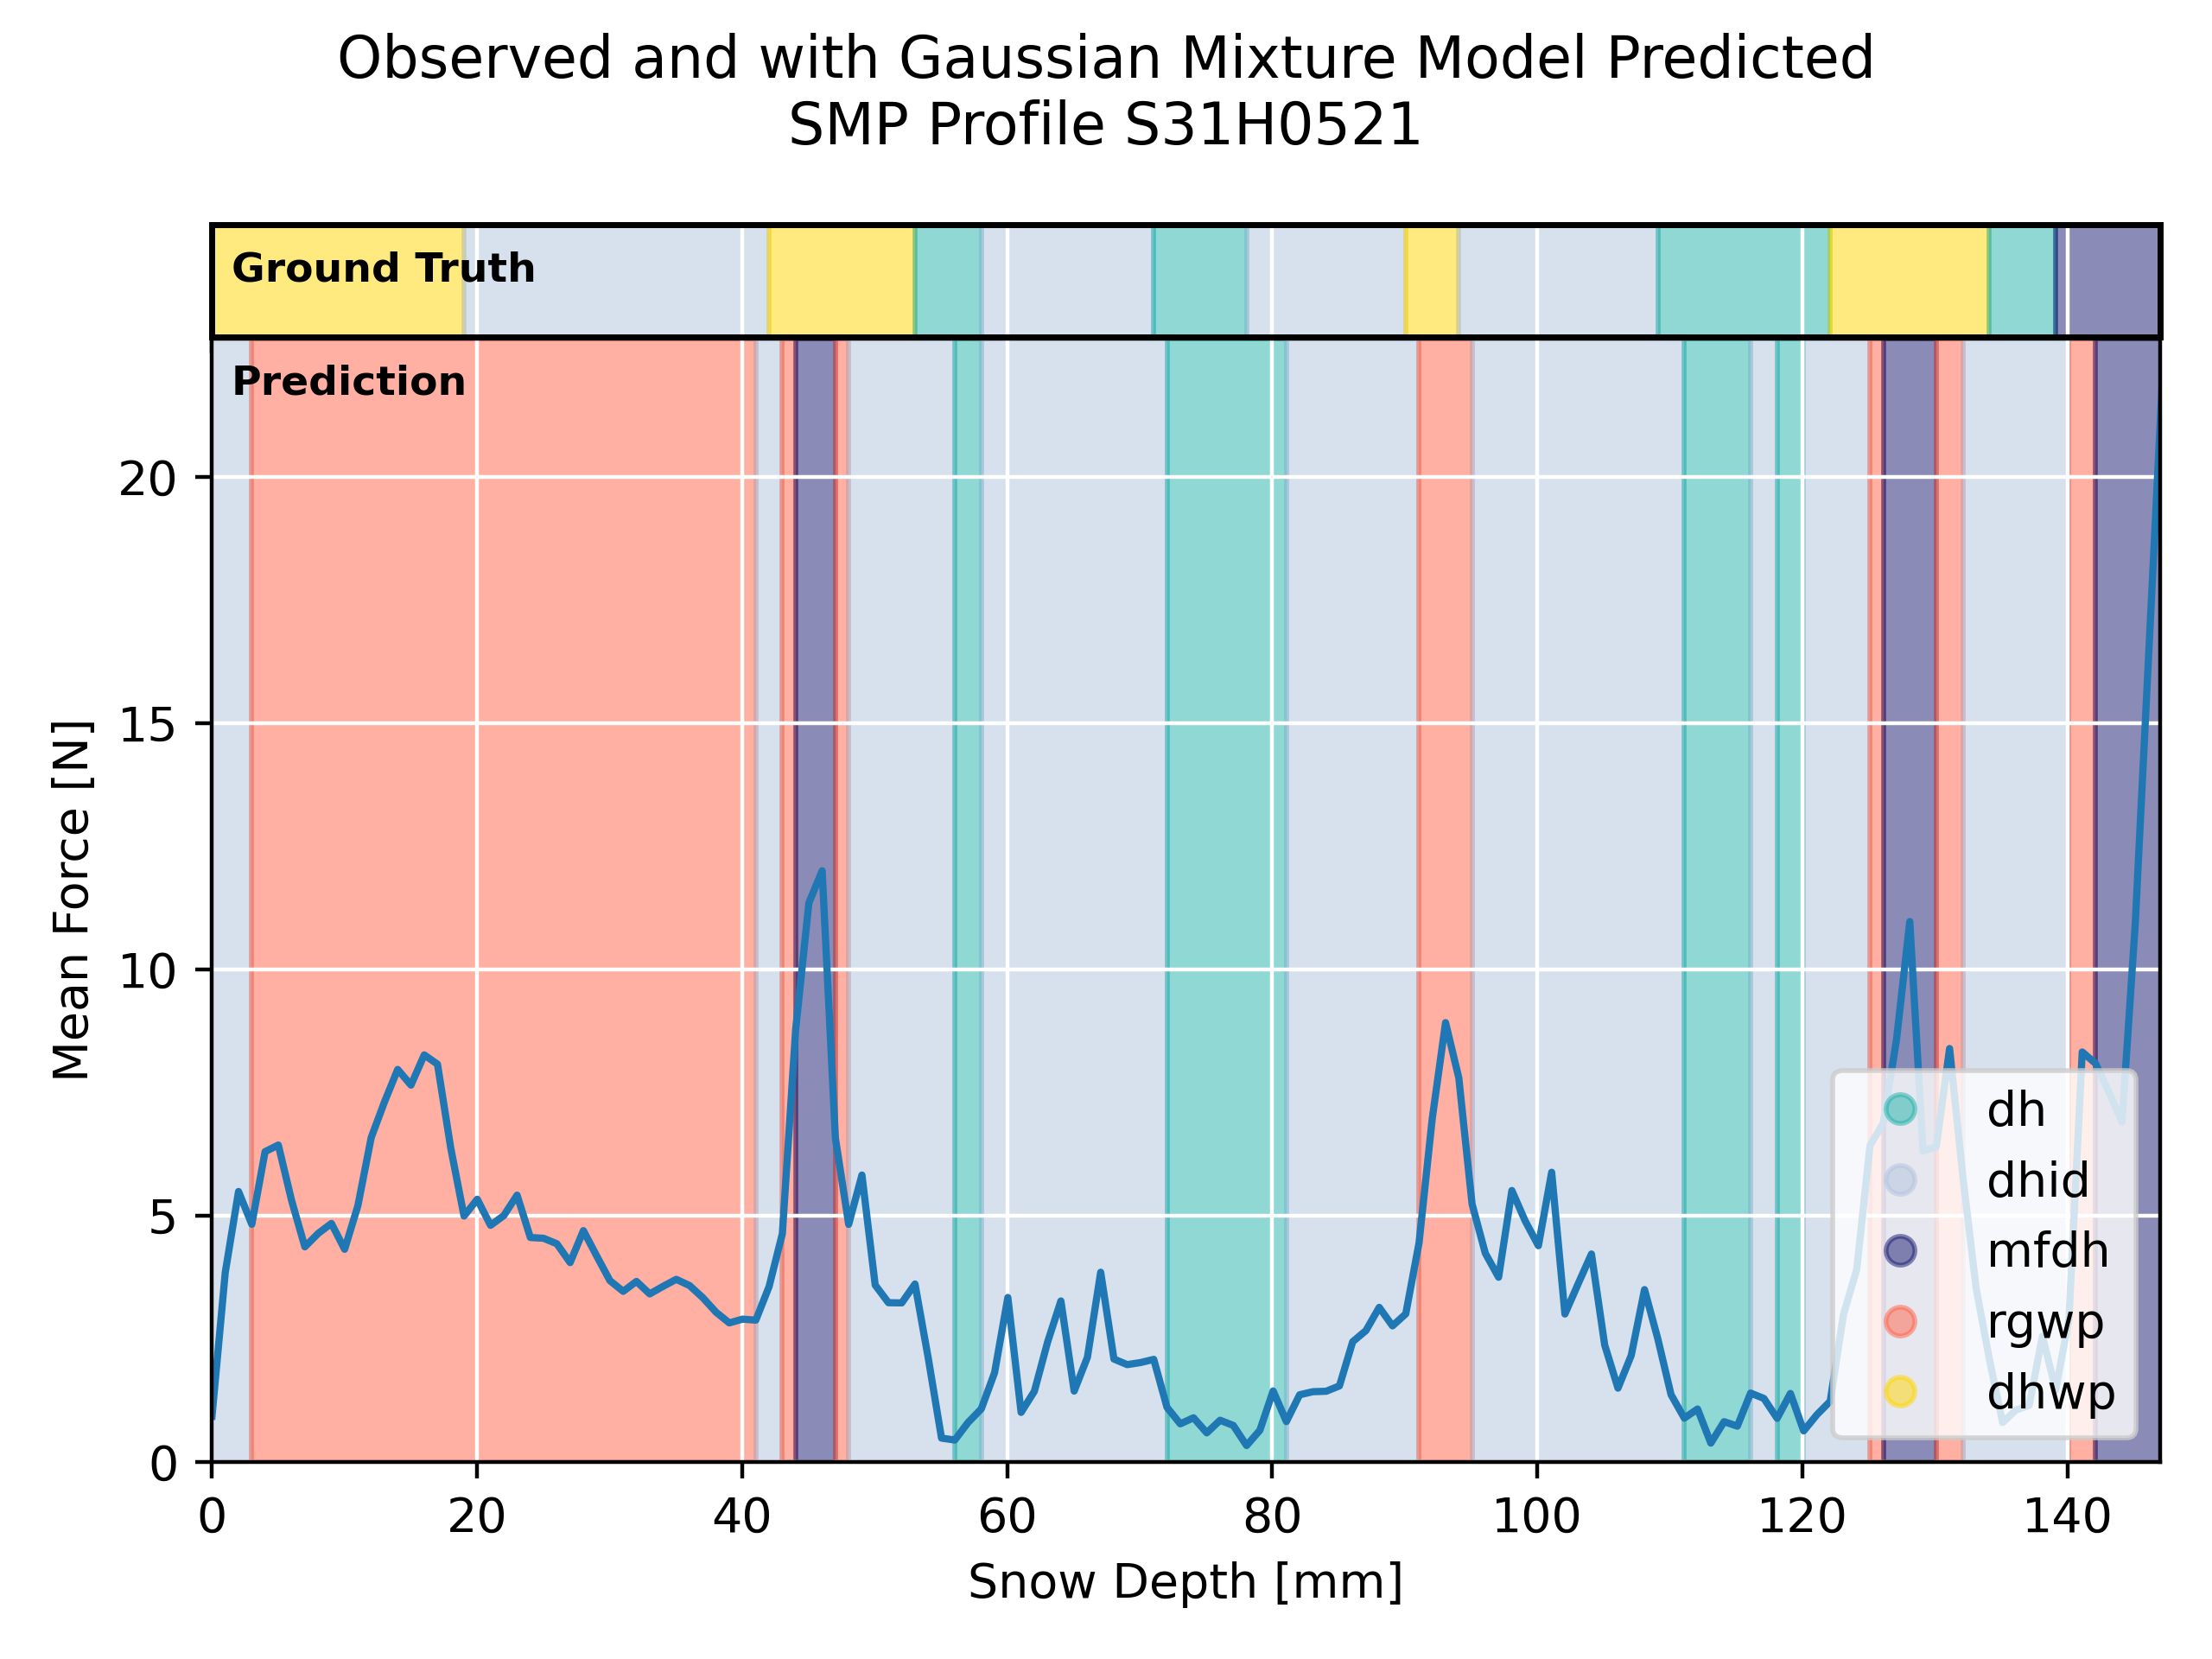 Observed and with Gaussian Mixture Model Predicted
SMP Profile S31H0521
Ground Truth
Prediction
20
15
10
5
0
Mean Force [N]
dh
dhid
mfdh
rgwp
dhwp
0 20 40 60 80 100 120 140
Snow Depth [mm]